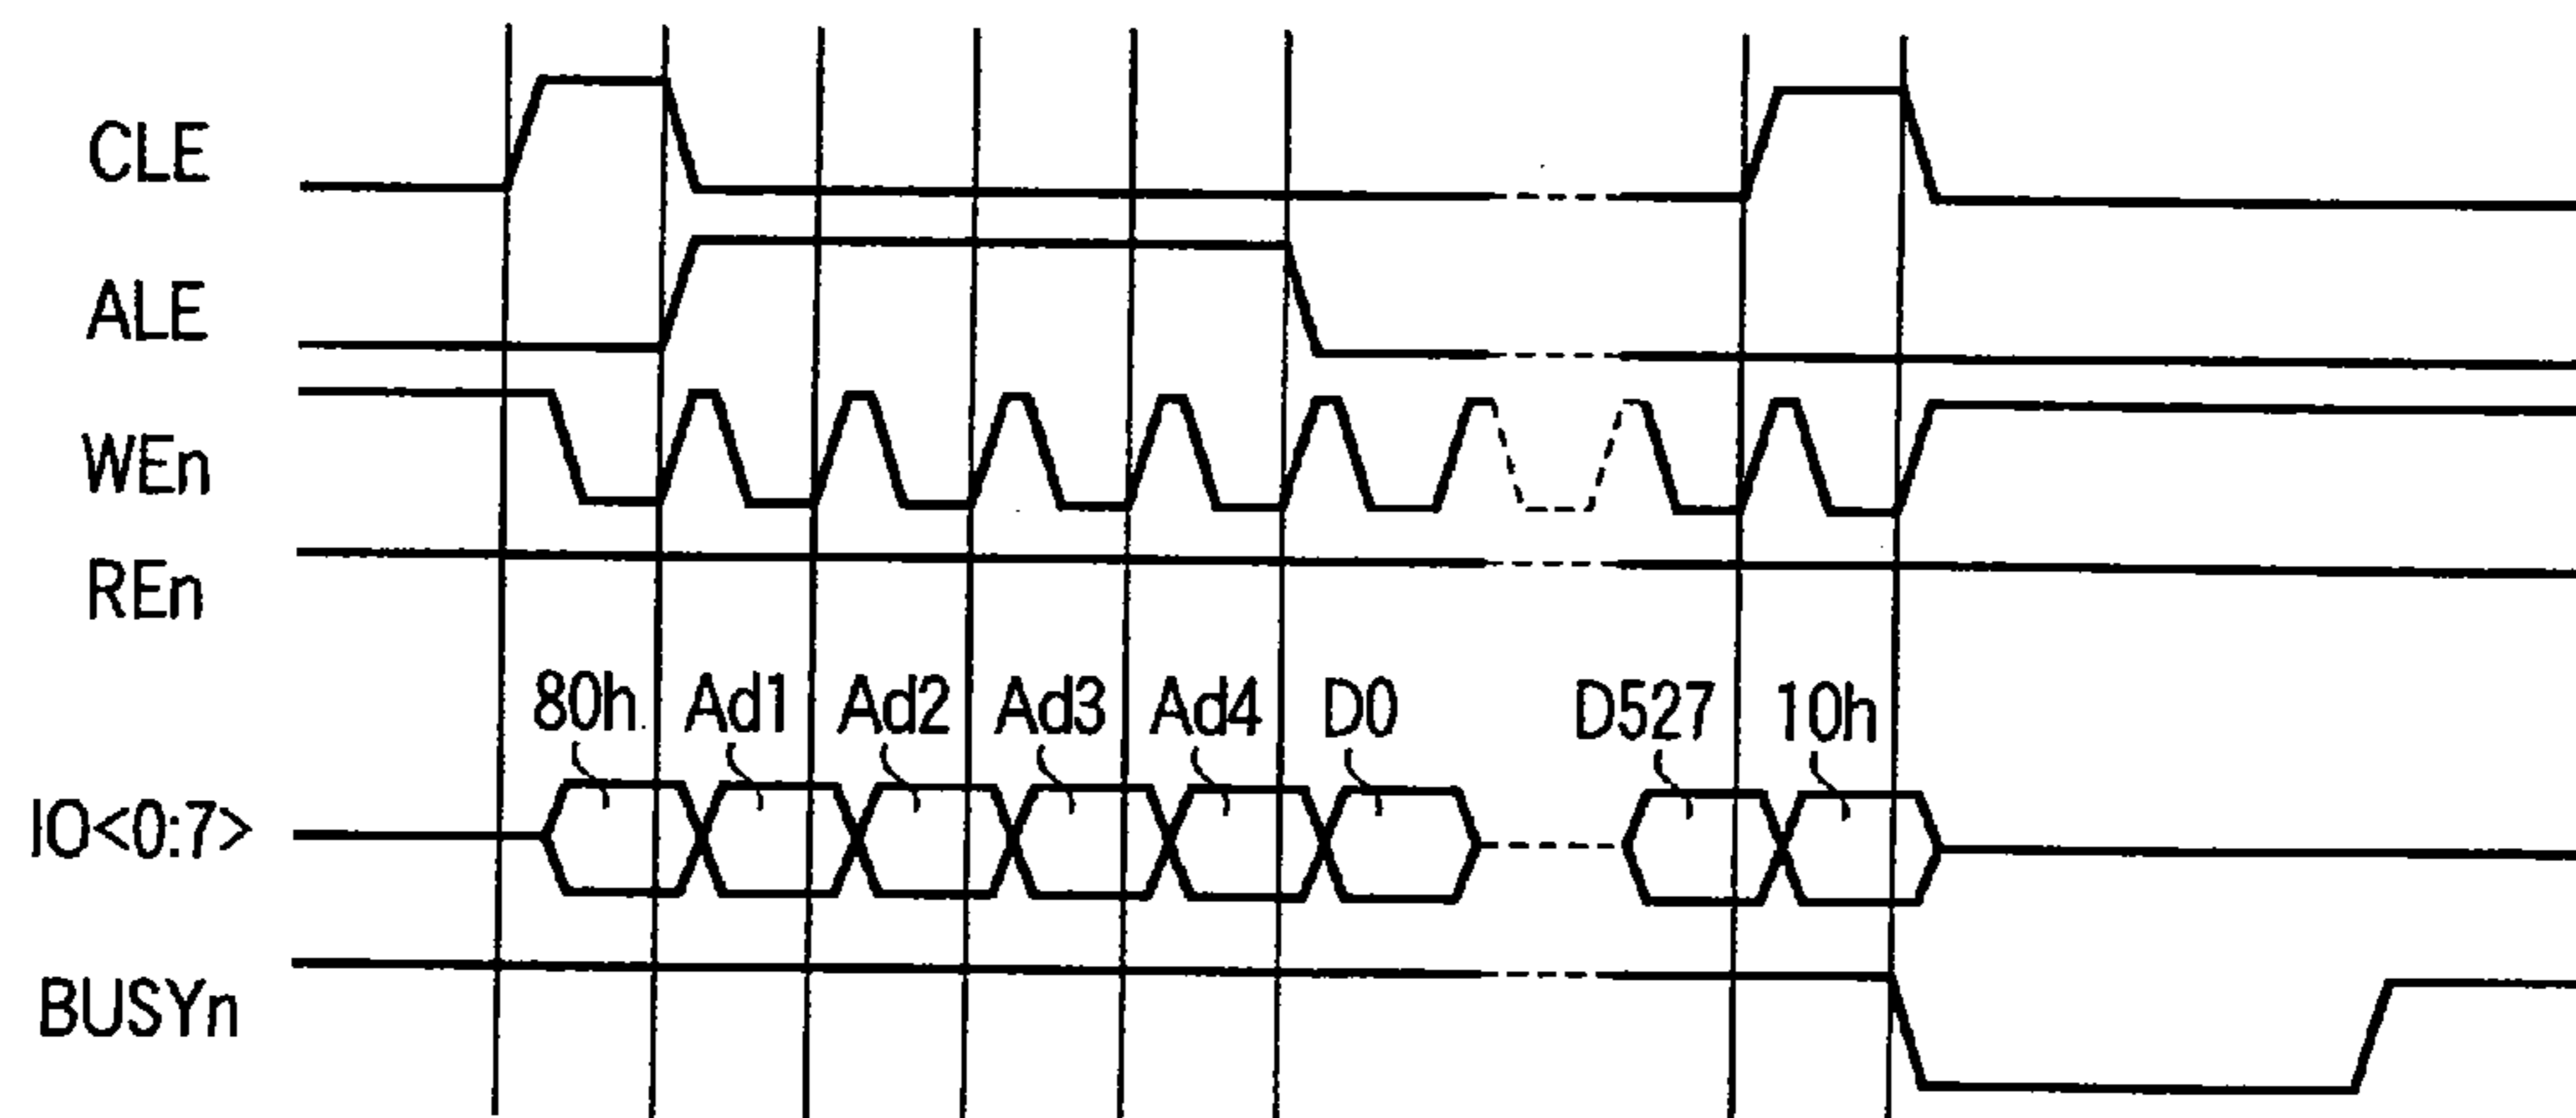 CLE
ALE
WEn
REn
80h Ad1 Ad2 Ad3 Ad4 D0 D527 10h
IO<0:7>
BUSYn